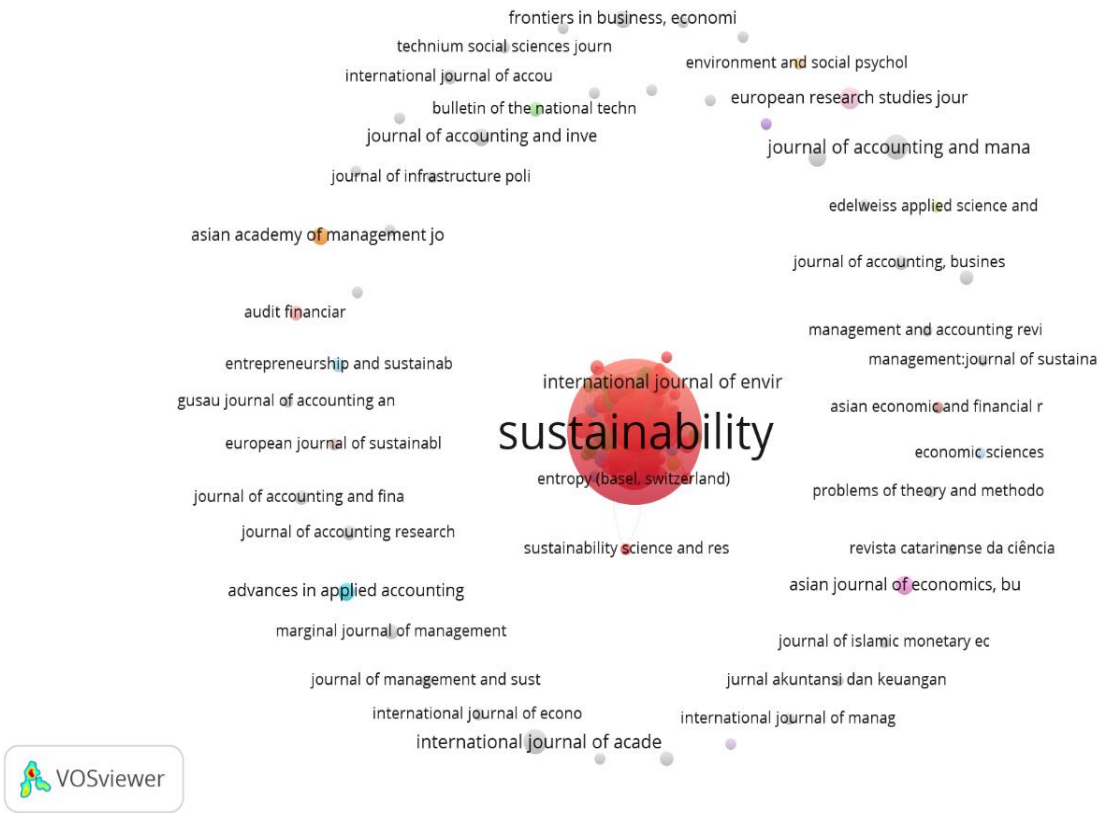 frontiers in business, economi
technium social sciences journ
environment and social psychol
international journal of accou
european research studies jour
bulletin of the national techn
journal of accounting and inve
journal of accounting and mana
journal of infrastructure poli
edelweiss applied science and
asian academy of management jo
journal of accounting, busines
audit financiar
management and accounting revi
management:journal of sustaina
entrepreneurship and sustainab
international journal of envir
gusau journal of accounting an
asian economic and financial r
sustainability
european journal of sustainabl
economic sciences
entropy (basel, switzerland)
problems of theory and methodo
journal of accounting and fina
journal of accounting research
sustainability science and res
revista catarinense da ciência
advances in applied accounting
asian journal of economics, bu
marginal journal of management
journal of islamic monetary ec
journal of management and sust
jurnal akuntansi dan keuangan
international journal of econo
international journal of manag
international journal of acade
VOSviewer